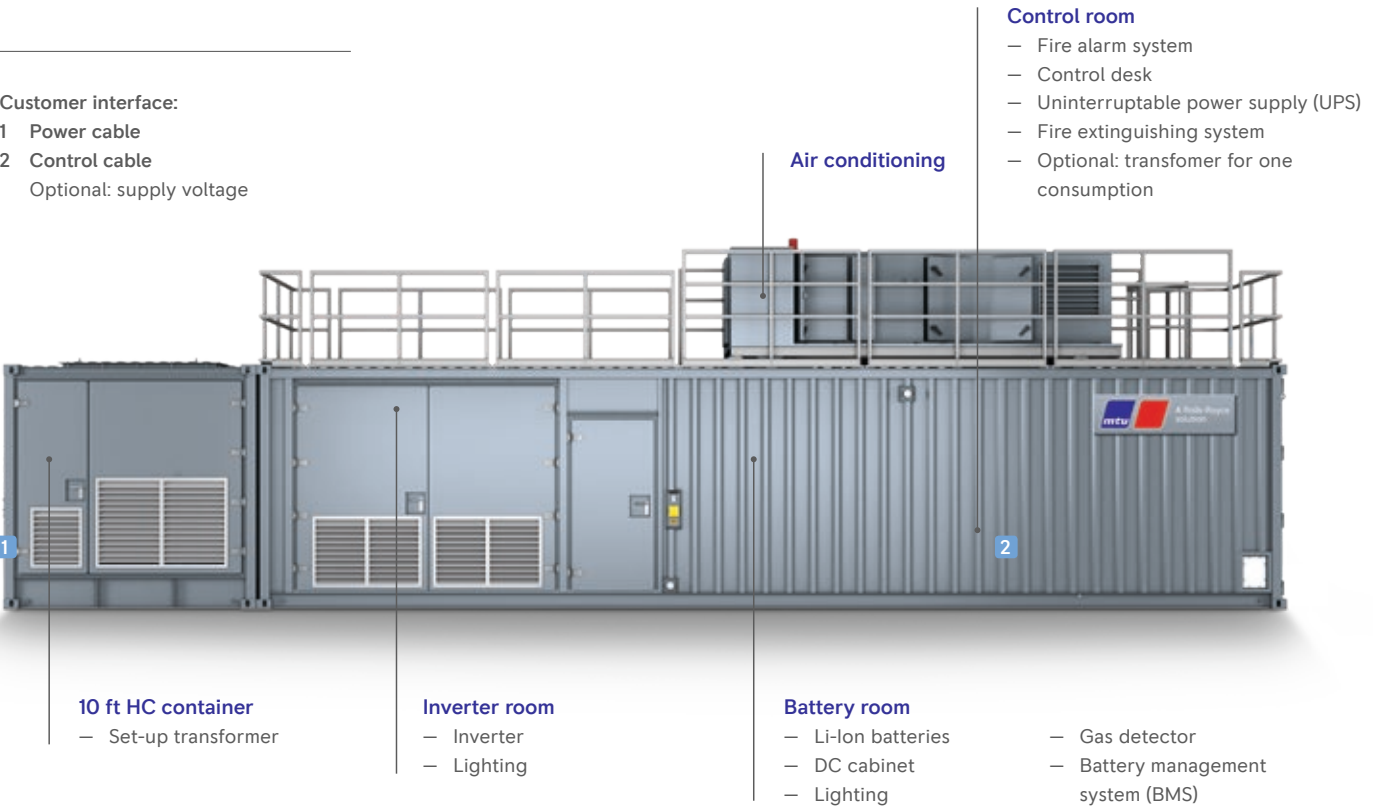 Control room
— Fire alarm system
— Control desk
— Uninterruptable power supply (UPS)
— Fire extinguishing system
— Optional: transfomer for one
consumption
Customer interface:
1 Power cable
2 Control cable
Optional: supply voltage
Air conditioning
mtu
A Rolls-Royce
solution
1
2
10 ft HC container
— Set-up transformer
Inverter room
— Inverter
— Lighting
Battery room
— Li-Ion batteries
— DC cabinet
— Lighting
— Gas detector
— Battery management
system (BMS)